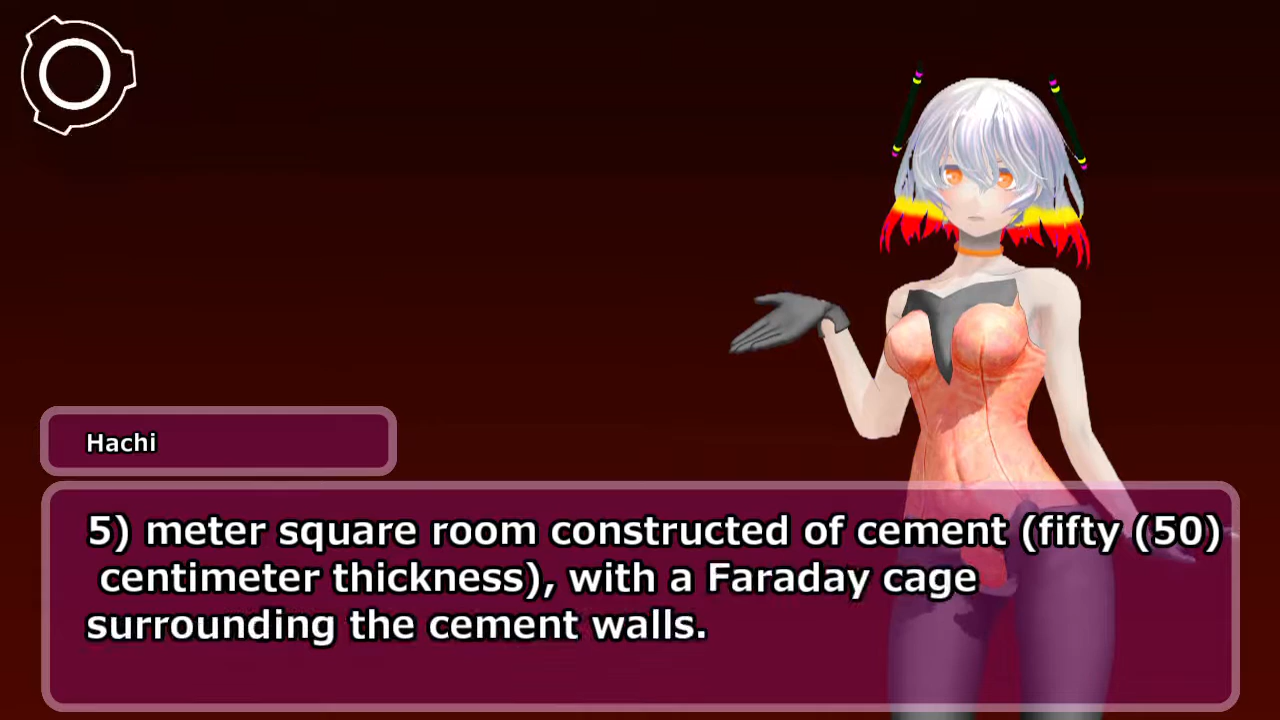 Hachi
5) meter square room constructed of cement (fifty (50)
centimeter thickness), with a Faraday cage
surrounding the cement walls.